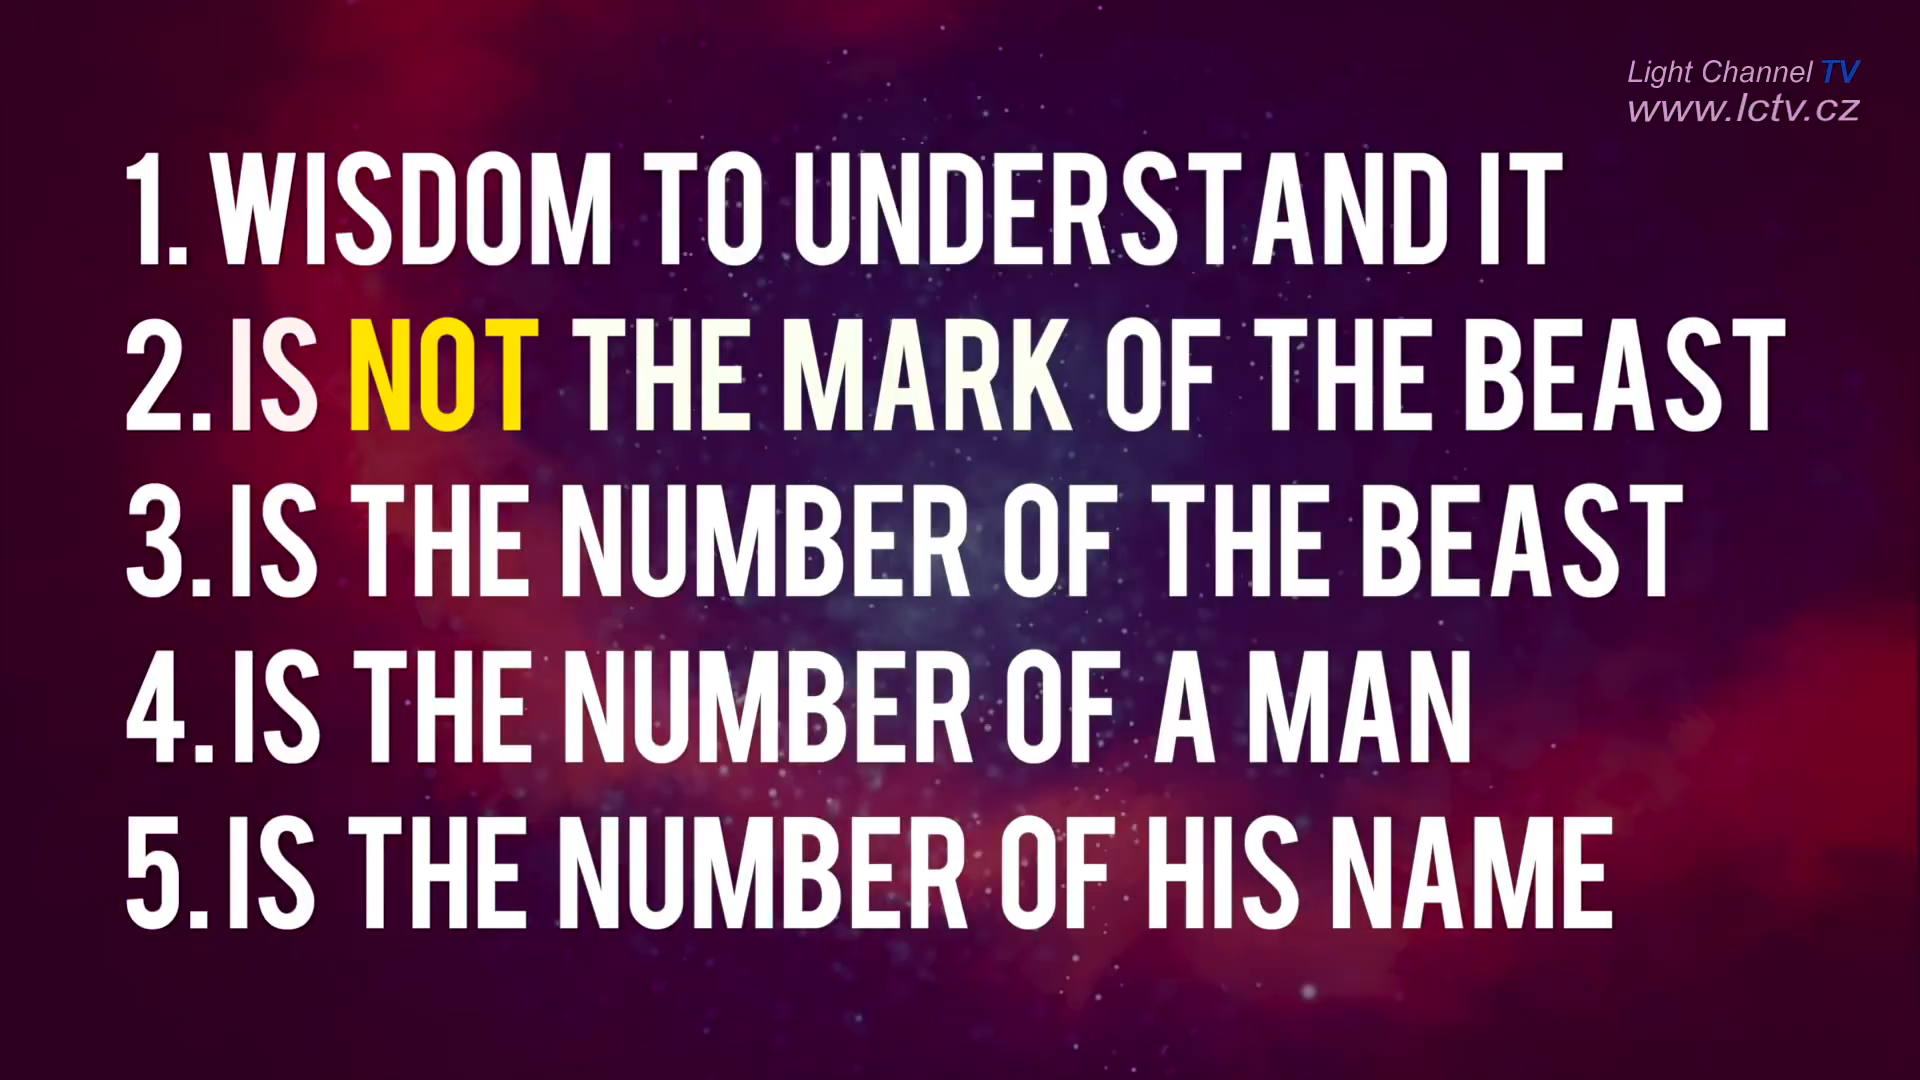 Light Channel TV
www.lctv.cz
1. WISDOM TO UNDERSTAND IT
2. IS NOT THE MARK OF THE BEAST
3. IS THE NUMBER OF THE BEAST
4. IS THE NUMBER OF A MAN
5. IS THE NUMBER OF HIS NAME